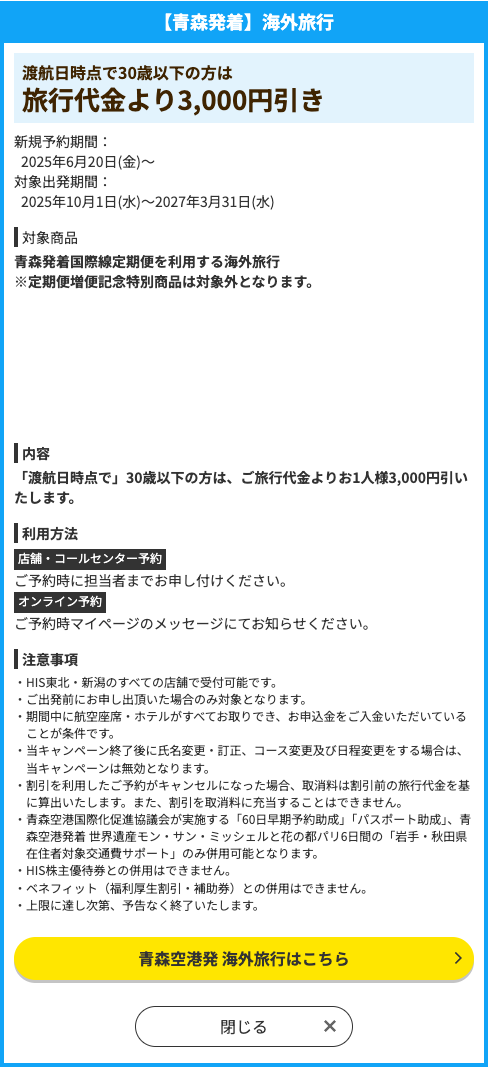 【青森発着】海外旅行
渡航日時点で30歳以下の方は
旅行代金より3,000円引き
新規予約期間：
2025年6月20日(金)～
対象出発期間：
2025年10月1日(水)～2027年3月31日(水)
対象商品
青森発着国際線定期便を利用する海外旅行
※定期便増便記念特別商品は対象外となります。
内容
「渡航日時点で」30歳以下の方は、ご旅行代金よりお1人様3,000円引い
たします。
利用方法
店舗・コールセンター予約
ご予約時に担当者までお申し付けください。
オンライン予約
ご予約時マイページのメッセージにてお知らせください。
注意事項
・HIS東北・新潟のすべての店舗で受付可能です。
・ご出発前にお申し出頂いた場合のみ対象となります。
・期間中に航空座席・ホテルがすべてお取りでき、お申込金をご入金いただいている
ことが条件です。
・当キャンペーン終了後に氏名変更・訂正、コース変更及び日程変更をする場合は、
当キャンペーンは無効となります。
・割引を利用したご予約がキャンセルになった場合、取消料は割引前の旅行代金を基
に算出いたします。また、割引を取消料に充当することはできません。
・青森空港国際化促進協議会が実施する「60日早期予約助成」「パスポート助成」、青
森空港発着 世界遺産モン・サン・ミッシェルと花の都パリ6日間の「岩手・秋田県
在住者対象交通費サポート」のみ併用可能となります。
・HIS株主優待券との併用はできません。
・ベネフィット（福利厚生割引・補助券）との併用はできません。
・上限に達し次第、予告なく終了いたします。
青森空港発 海外旅行はこちら
閉じる ✕